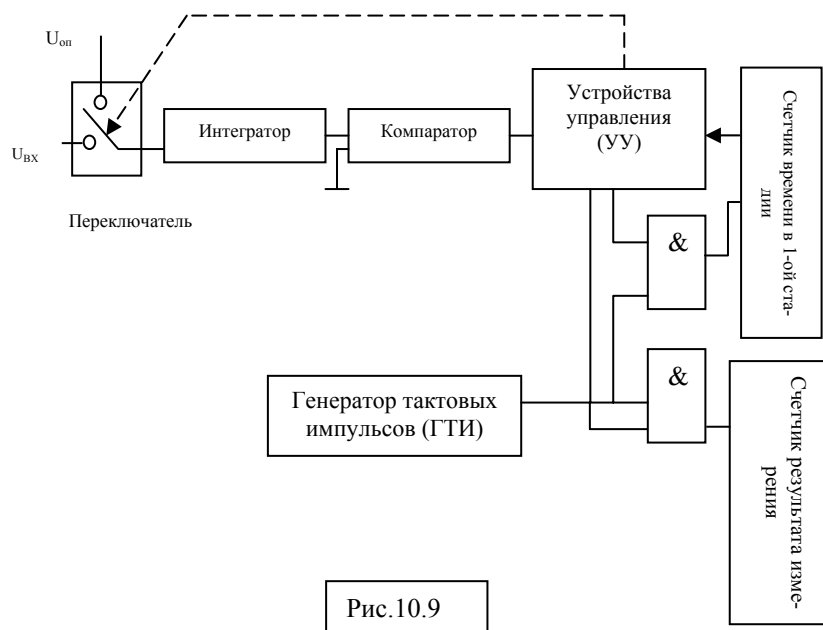 Uоп
Uвх
Переключатель
Интегратор
Компаратор
Устройства
управления
(УУ)
Счетчик времени в 1-ой ста-
дии
&
&
Генератор тактовых
импульсов (ГТИ)
Счетчик результата изме-
рения
Рис.10.9